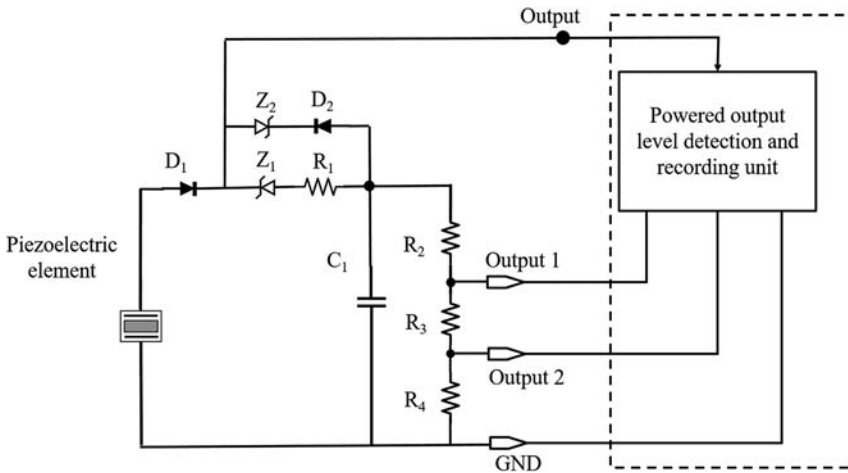 Output
Z2
D2
Powered output
level detection and
recording unit
D1
Z1
R1
Piezoelectric
element
C1
R2
Output 1
R3
Output 2
R4
GND